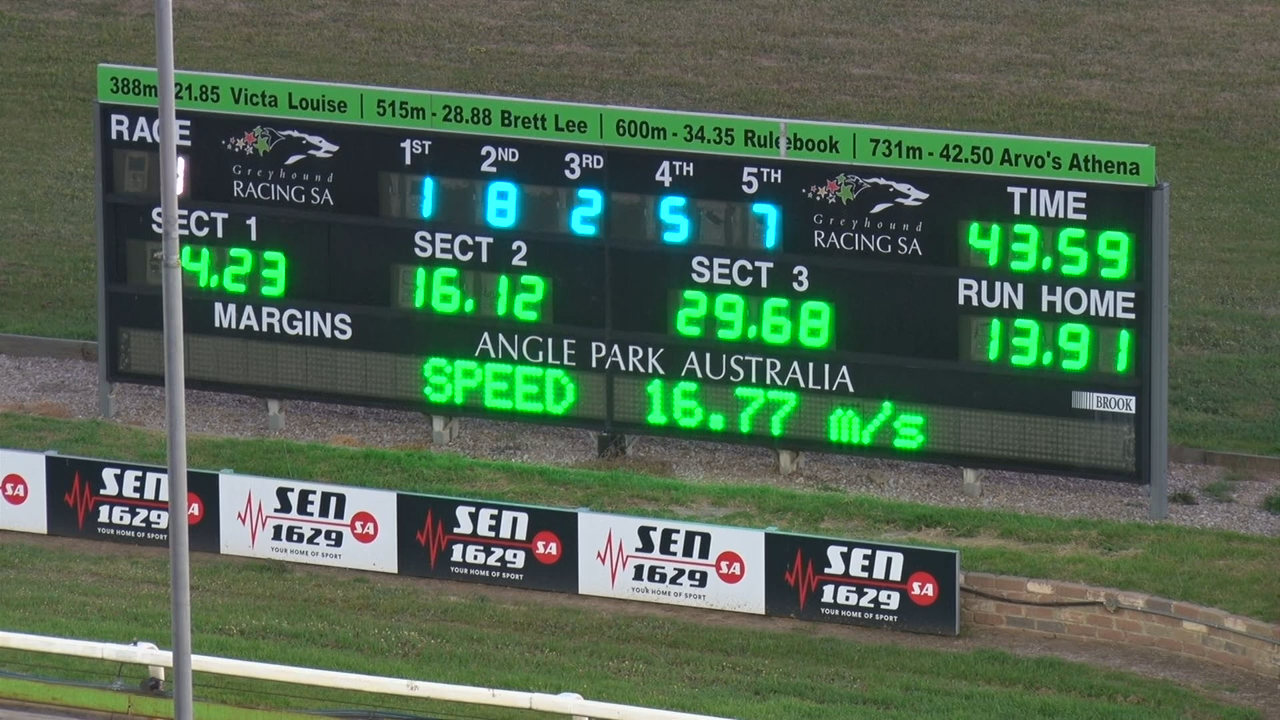 388m 21.85 Victa Louise | 515m - 28.88 Brett Lee | 600m - 34.35 Rulebook | 731m - 42.50 Arvo's Athena
RACE
Greyhound
RACING SA
1ST 2ND 3RD 4TH 5TH
1 8 2 5 7
Greyhound
RACING SA
TIME
43.59
SECT 1
4.23
SECT 2
16.12
SECT 3
29.68
RUN HOME
13.91
MARGINS
ANGLE PARK AUSTRALIA
SPEED 16.77 m/s
BROOK
SA
SEN
1629 SA
YOUR HOME OF SPORT
SEN
1629 SA
YOUR HOME OF SPORT
SEN
1629 SA
YOUR HOME OF SPORT
SEN
1629 SA
YOUR HOME OF SPORT
SEN
1629 SA
YOUR HOME OF SPORT